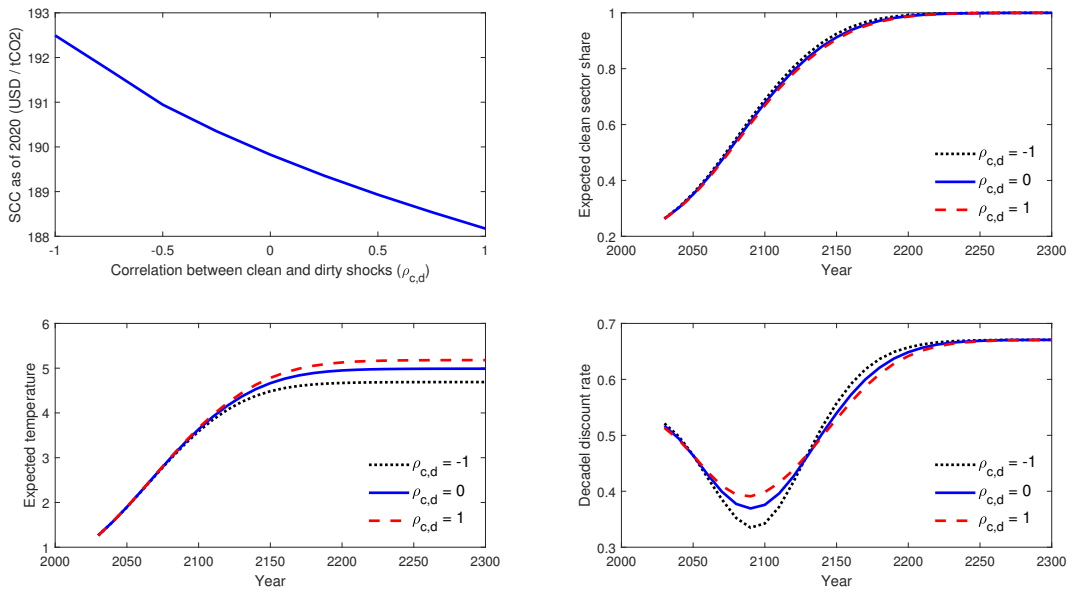 193
192
191
190
189
188
SCC as of 2020 (USD / tCO2)
-1
-0.5
0
0.5
1
Correlation between clean and dirty shocks (ρc,d)
1
0.8
0.6
0.4
0.2
Expected clean sector share
ρc,d = -1
ρc,d = 0
ρc,d = 1
2000
2050
2100
2150
2200
2250
2300
Year
6
5
4
3
2
1
Expected temperature
ρc,d = -1
ρc,d = 0
ρc,d = 1
2000
2050
2100
2150
2200
2250
2300
Year
0.7
0.6
0.5
0.4
0.3
Decadel discount rate
ρc,d = -1
ρc,d = 0
ρc,d = 1
2000
2050
2100
2150
2200
2250
2300
Year